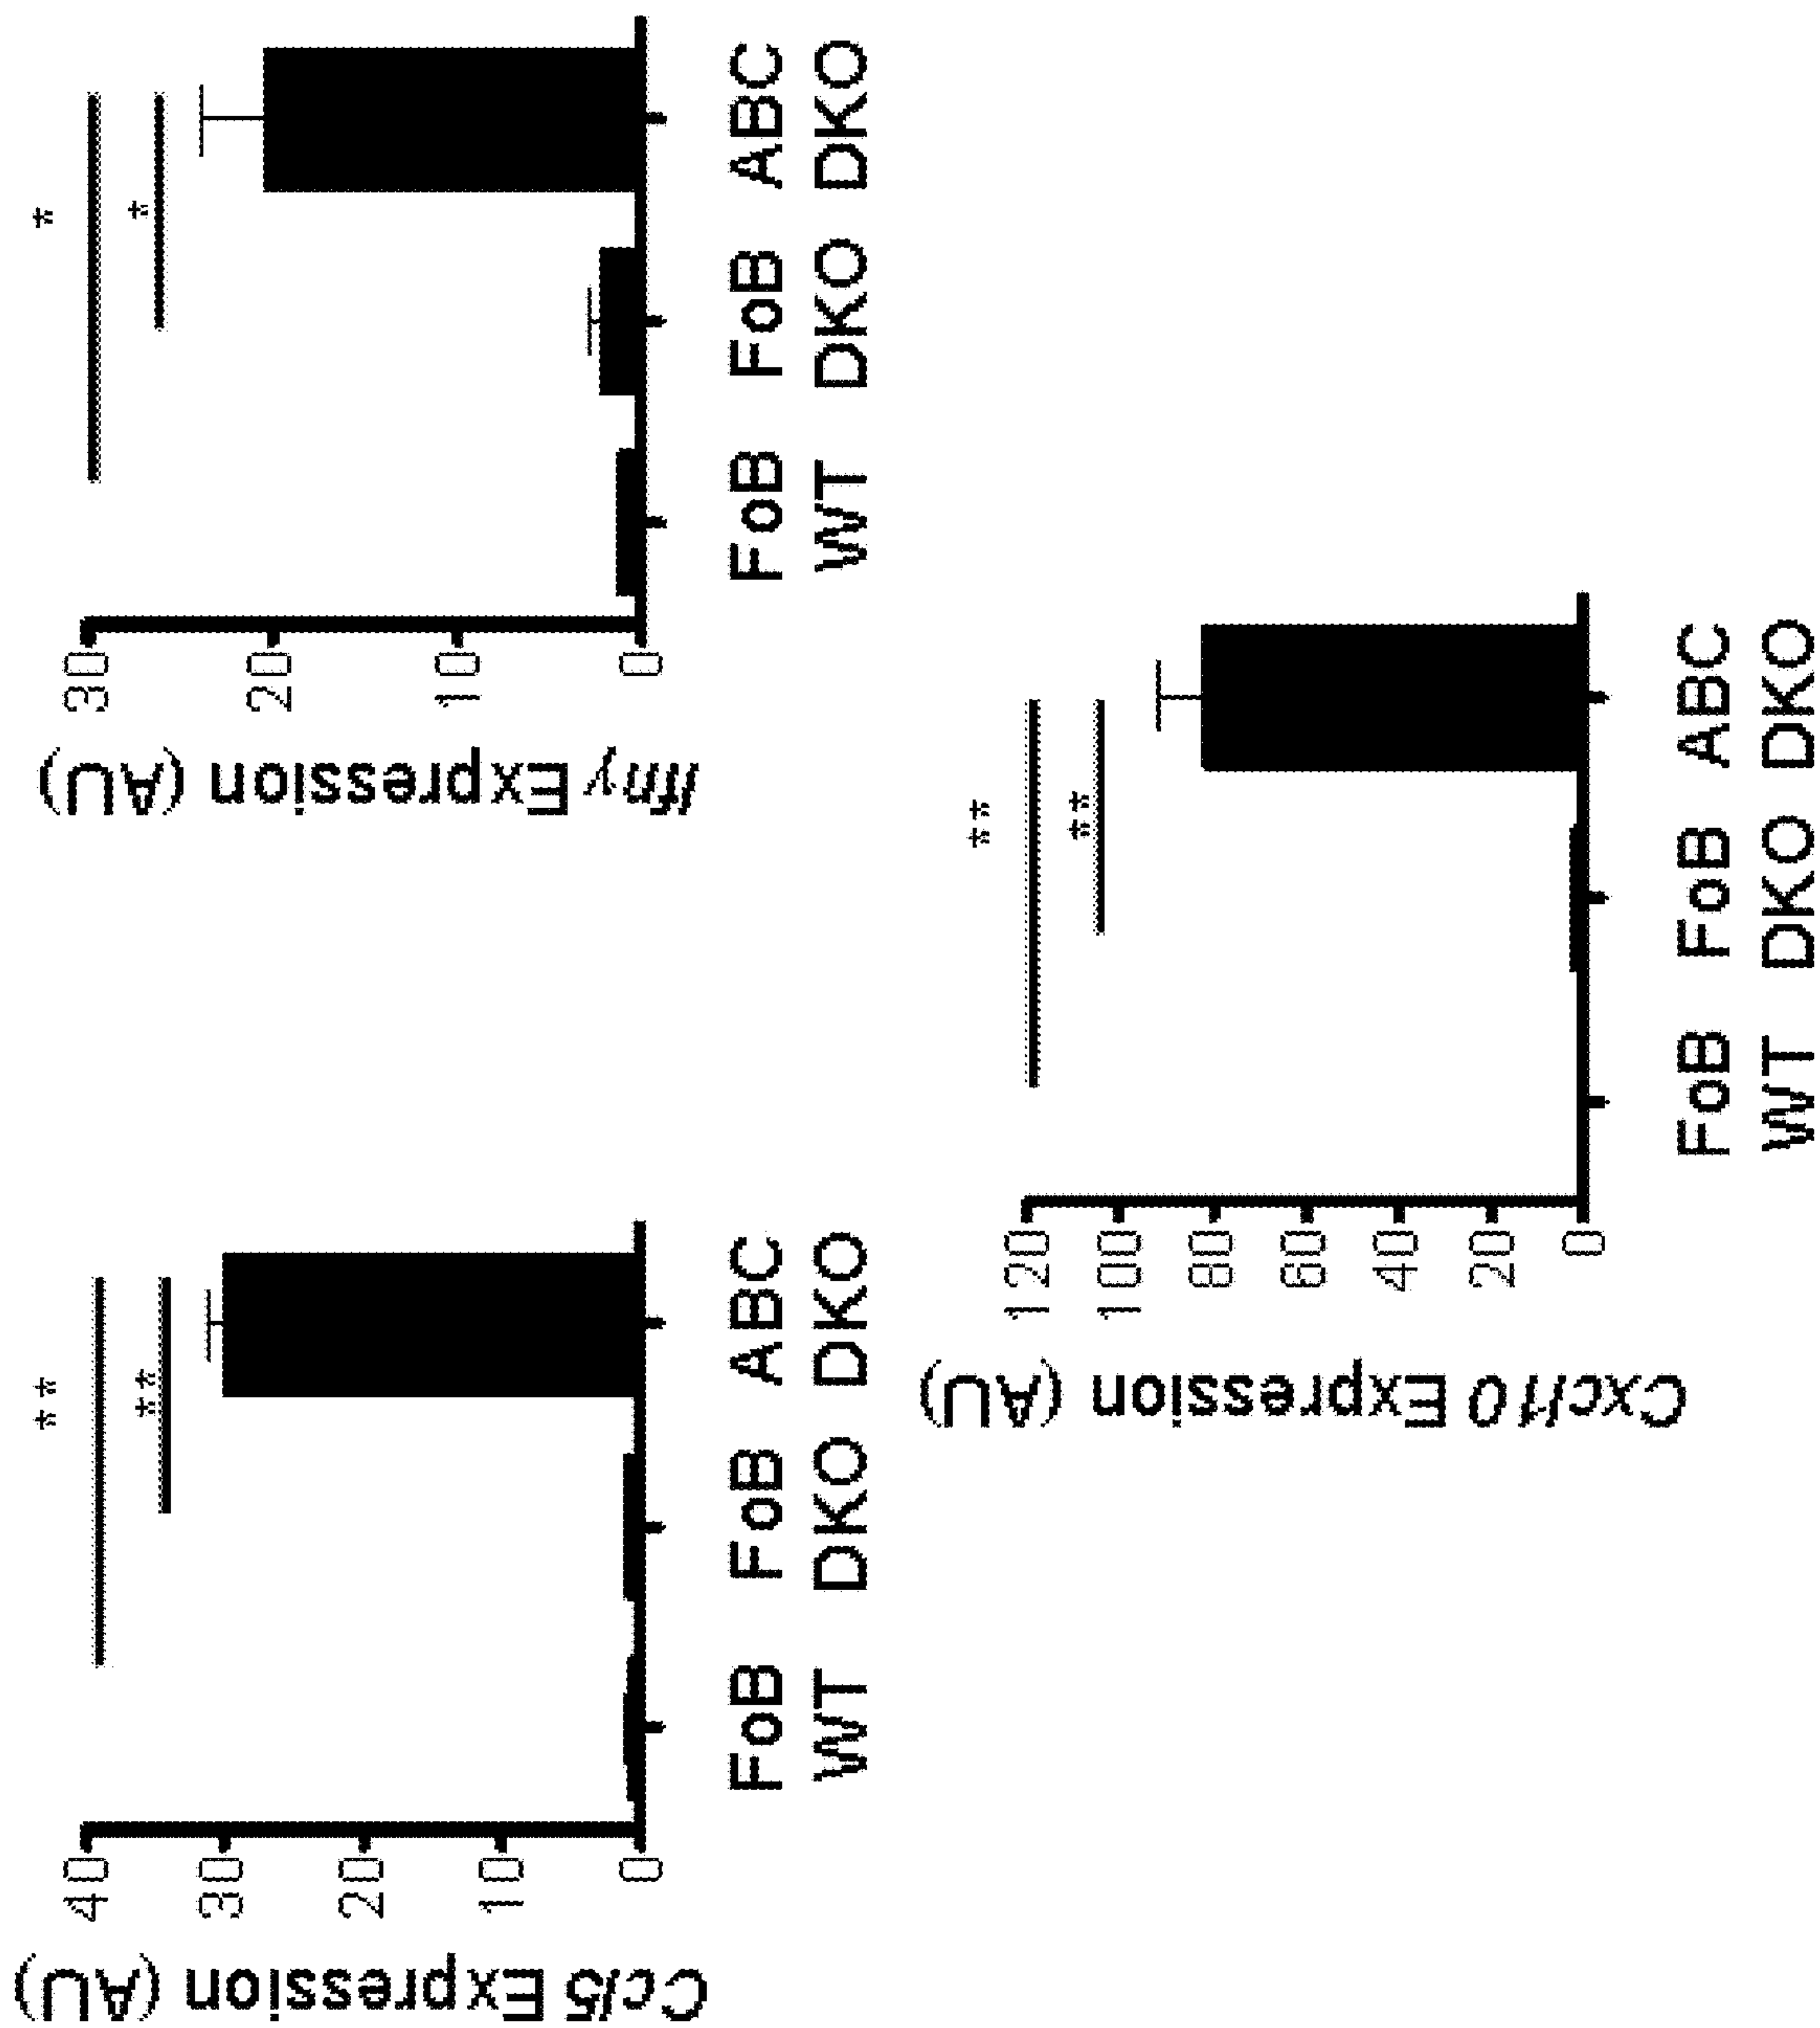 Ccl5 Expression (AU)
40
30
20
10
0
**
**
FoB FoB ABC
WT DKO DKO
Ifnγ Expression (AU)
30
20
10
0
*
*
FoB FoB ABC
WT DKO DKO
Cxcl10 Expression (AU)
120
100
80
60
40
20
0
**
**
FoB FoB ABC
WT DKO DKO